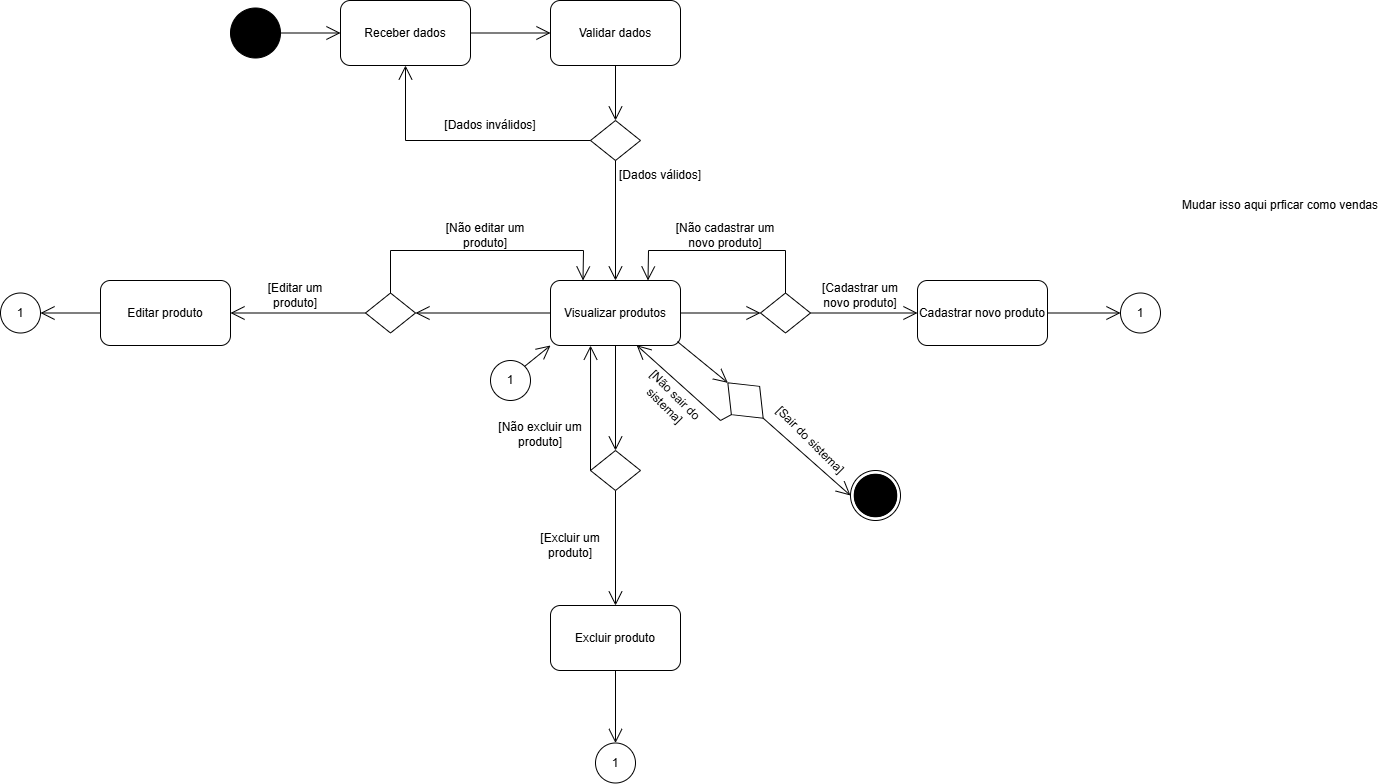 Receber dados
Validar dados
[Dados inválidos]
[Dados válidos]
Mudar isso aqui prficar como vendas
[Não editar um
produto]
[Não cadastrar um
novo produto]
[Editar um
produto]
[Cadastrar um
novo produto]
1
Editar produto
Visualizar produtos
Cadastrar novo produto
1
1
[Não sair do
sistema]
[Sair do sistema]
[Não excluir um
produto]
[Excluir um
produto]
Excluir produto
1